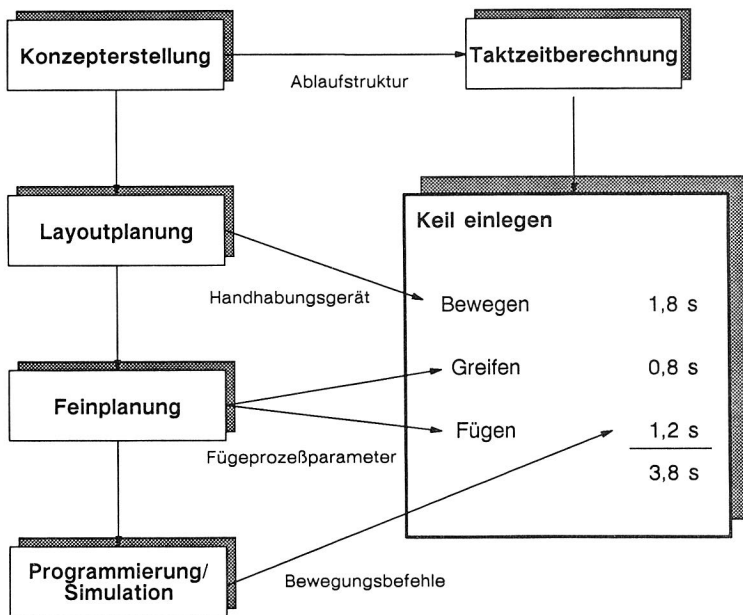 Konzepterstellung
Taktzeitberechnung
Ablaufstruktur
Layoutplanung
Keil einlegen
Handhabungsgerät
Bewegen 1,8 s
Greifen 0,8 s
Feinplanung
Fügen 1,2 s
Fügeprozeßparameter
3,8 s
Programmierung/
Simulation
Bewegungsbefehle